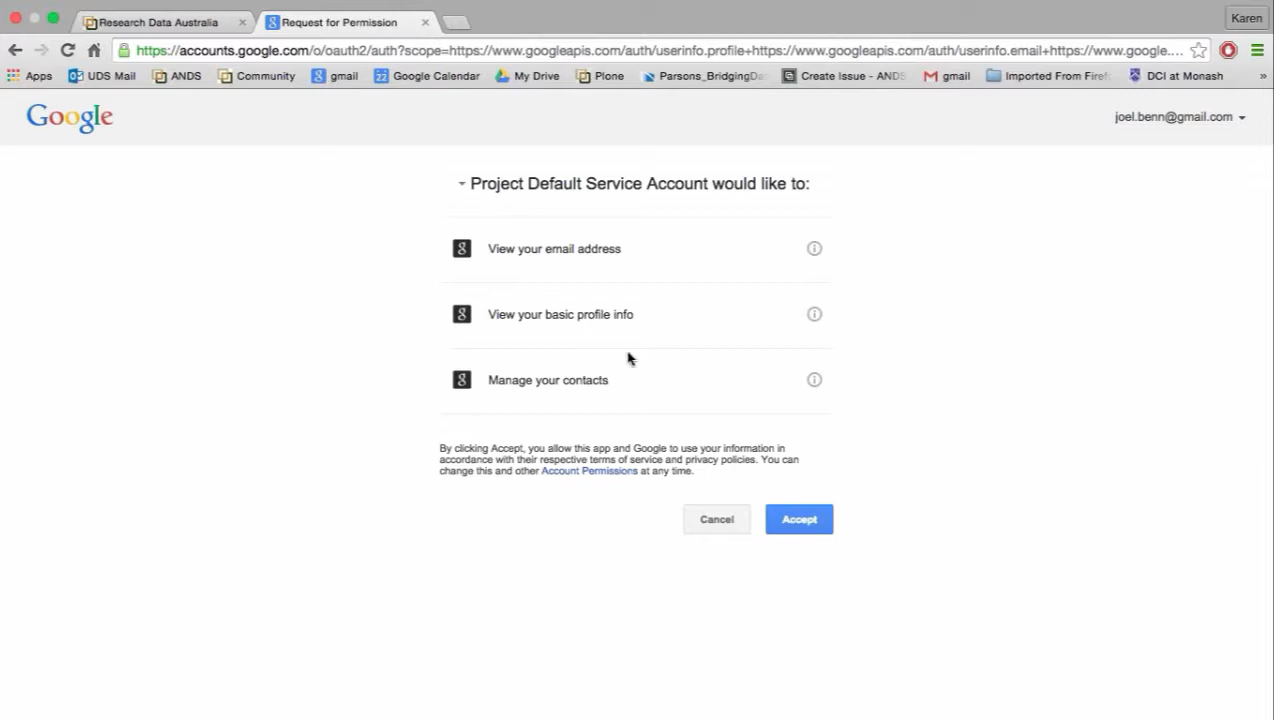 Research Data Australia
Request for Permission
Karen
https://accounts.google.com/o/oauth2/auth?scope=https://www.googleapis.com/auth/userinfo.profile+https://www.googleapis.com/auth/userinfo.email+https://www.google....
Apps UDS Mail ANDS Community gmail Google Calendar My Drive Plone Parsons_BridgingDa Create Issue - ANDS gmail Imported From Firef DCI at Monash »
Google
joel.benn@gmail.com
Project Default Service Account would like to:
View your email address
View your basic profile info
Manage your contacts
By clicking Accept, you allow this app and Google to use your information in
accordance with their respective terms of service and privacy policies. You can
change this and other Account Permissions at any time.
Cancel
Accept